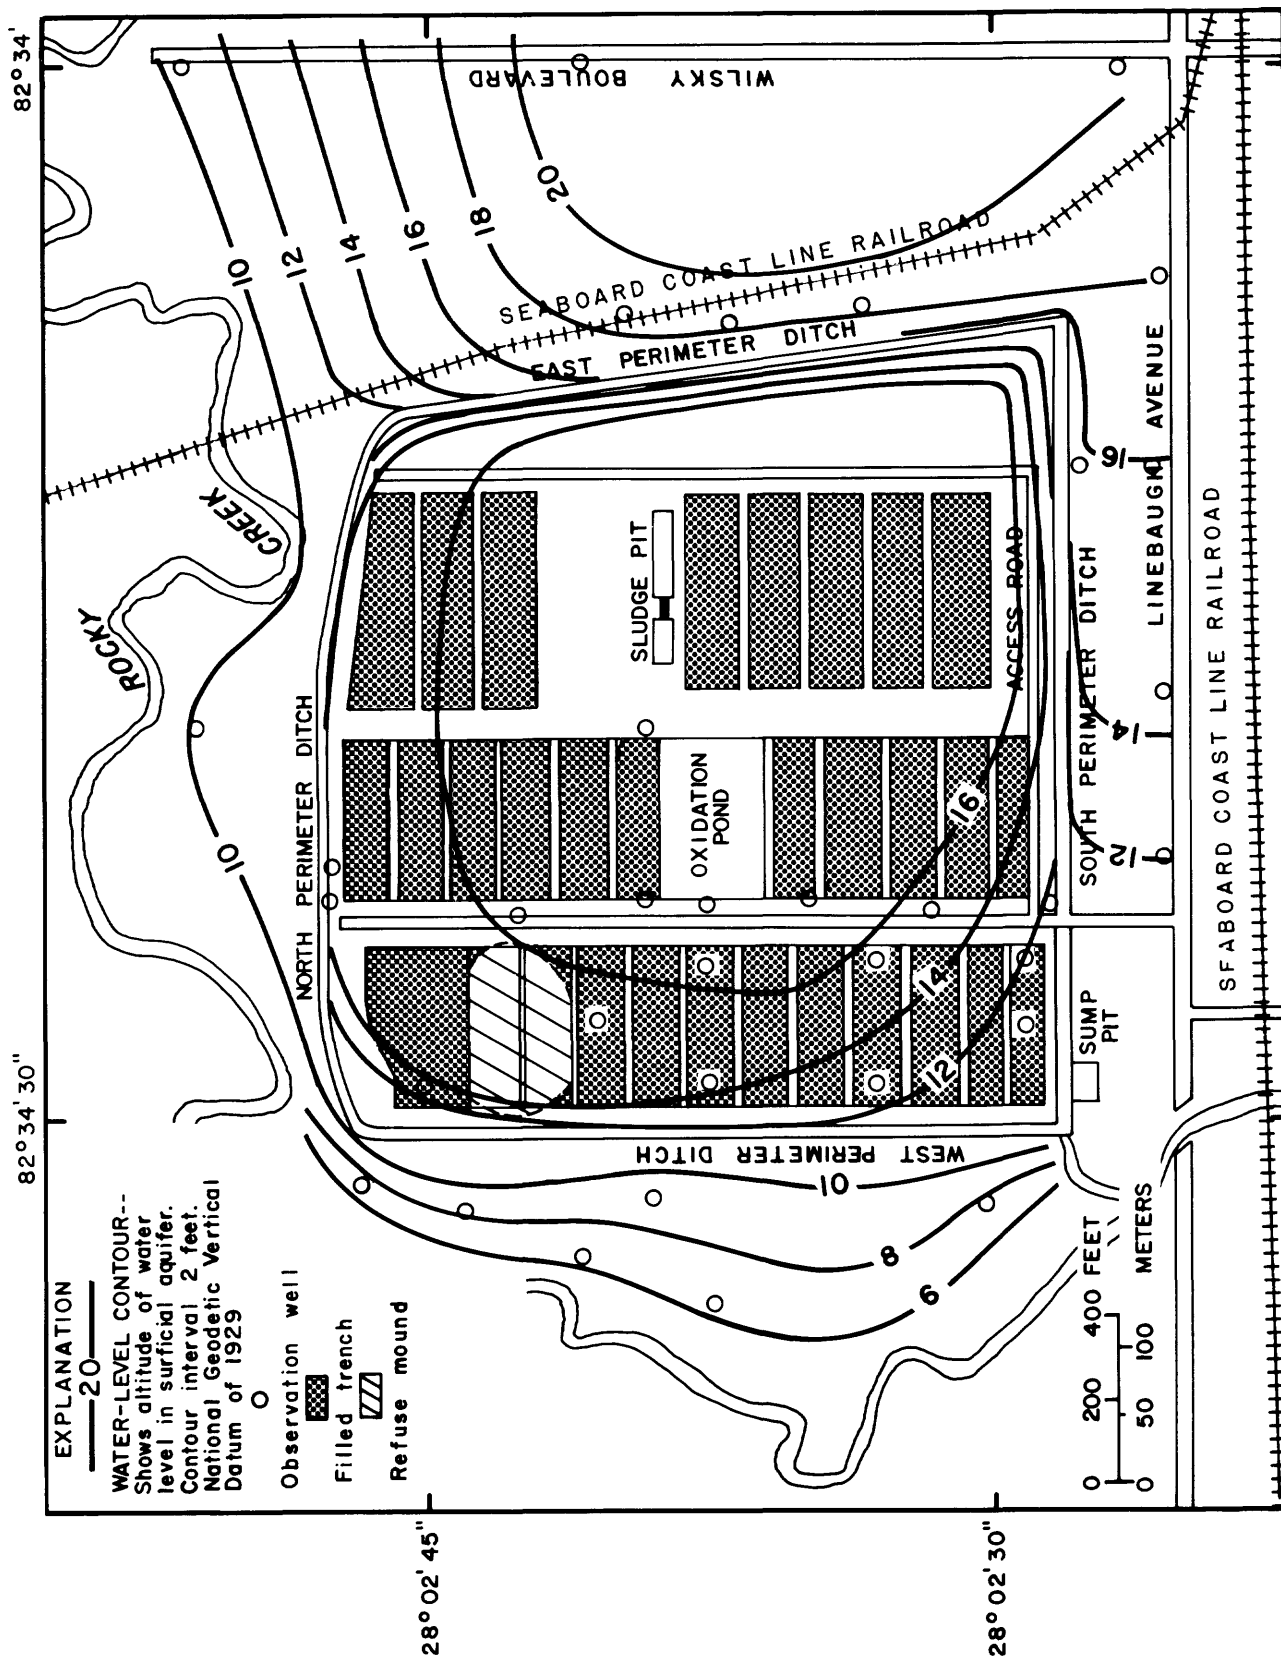 82° 34' 30"
82° 34'
28° 02' 45"
28° 02' 30"
EXPLANATION
20
WATER-LEVEL CONTOUR--
Shows altitude of water
level in surficial aquifer.
Contour interval 2 feet.
National Geodetic Vertical
Datum of 1929
Observation well
Filled trench
Refuse mound
ROCKY
CREEK
10
10
12
14
16
18
20
SEABOARD COAST LINE RAILROAD
WILSKY BOULEVARD
NORTH PERIMETER DITCH
EAST PERIMETER DITCH
SLUDGE PIT
OXIDATION
POND
ACCESS ROAD
WEST PERIMETER DITCH
10
8
6
12
14
16
SOUTH PERIMETER DITCH
SUMP
PIT
12
14
16
LINEBAUGH AVENUE
SEABOARD COAST LINE RAILROAD
0 200 400 FEET
0 50 100 METERS